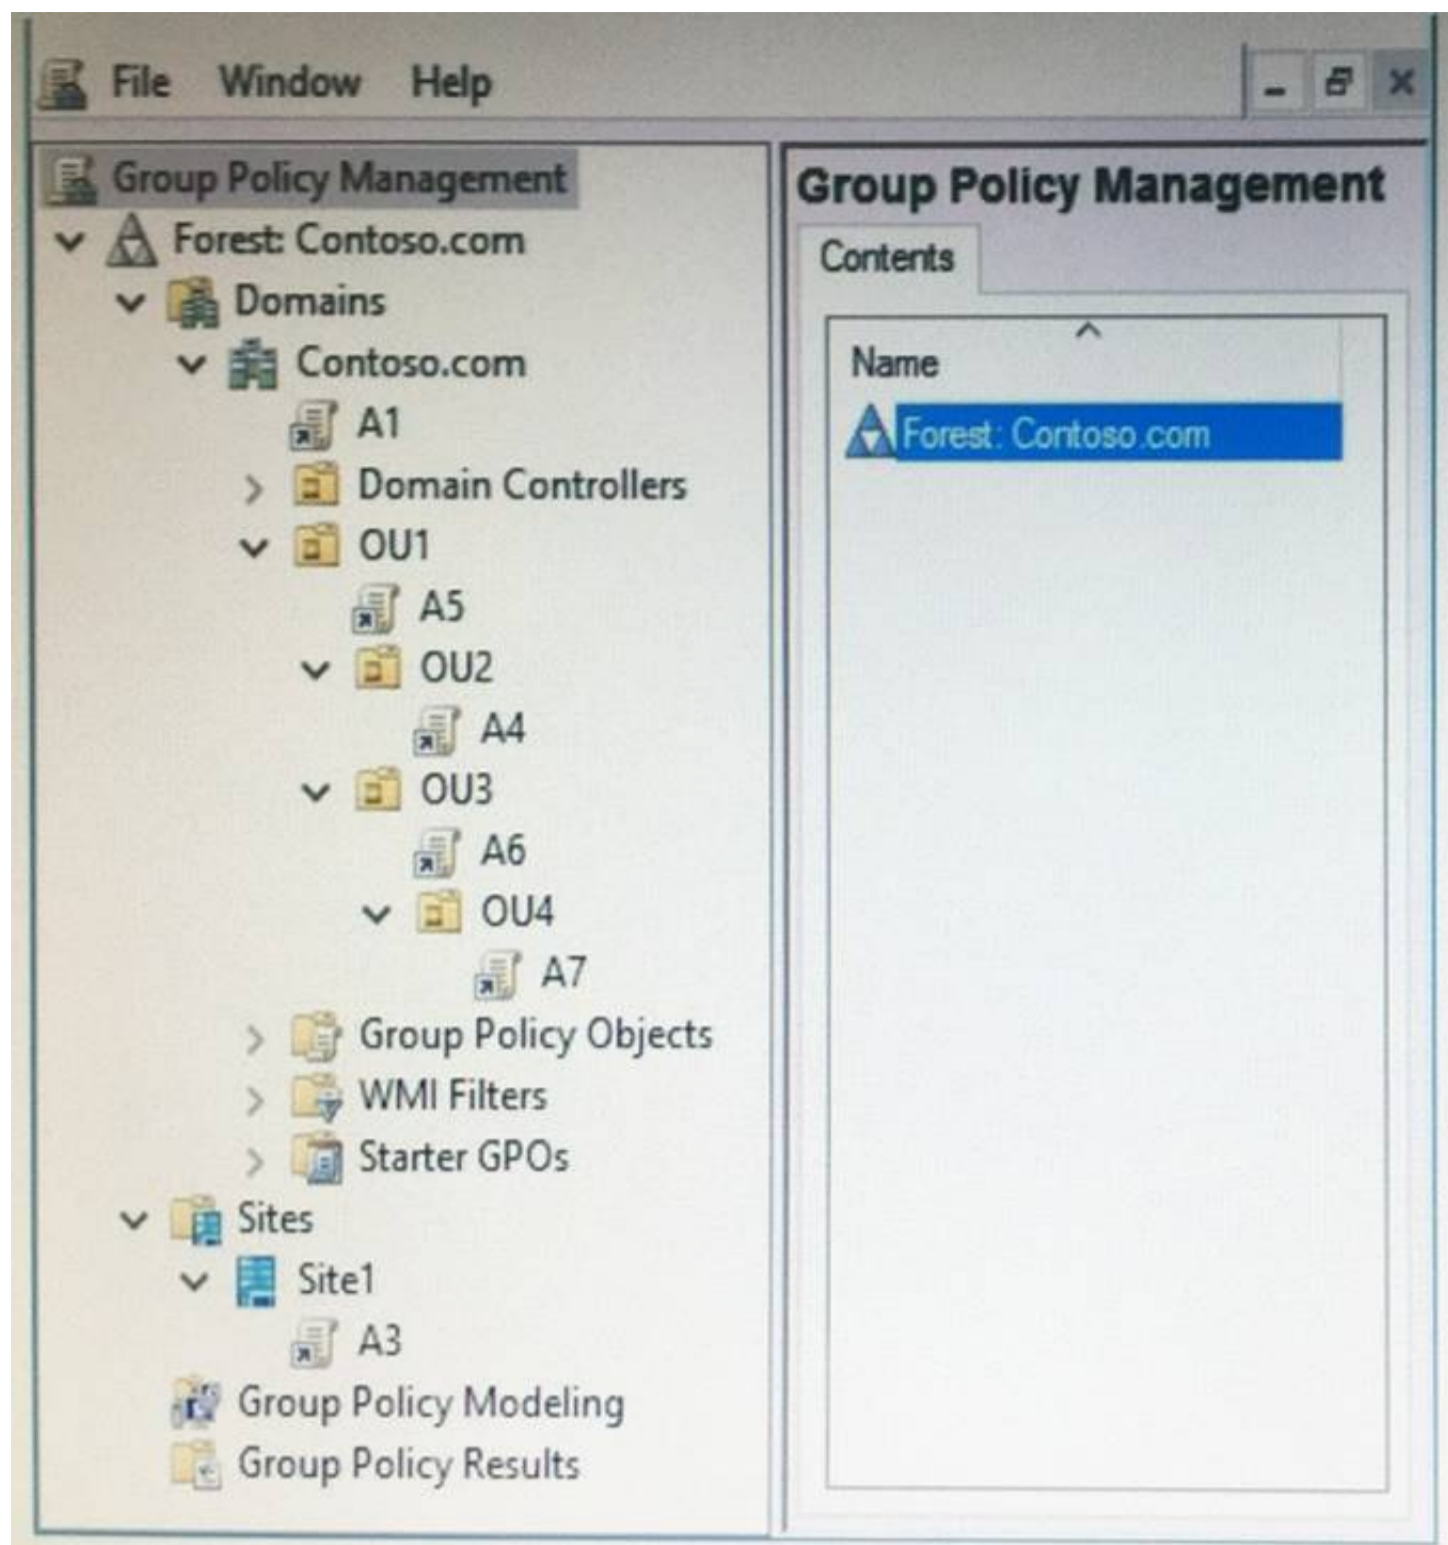 File Window Help
Group Policy Management
Forest: Contoso.com
Domains
Contoso.com
A1
Domain Controllers
OU1
A5
OU2
A4
OU3
A6
OU4
A7
Group Policy Objects
WMI Filters
Starter GPOs
Sites
Site1
A3
Group Policy Modeling
Group Policy Results
Group Policy Management
Contents
Name
Forest: Contoso.com